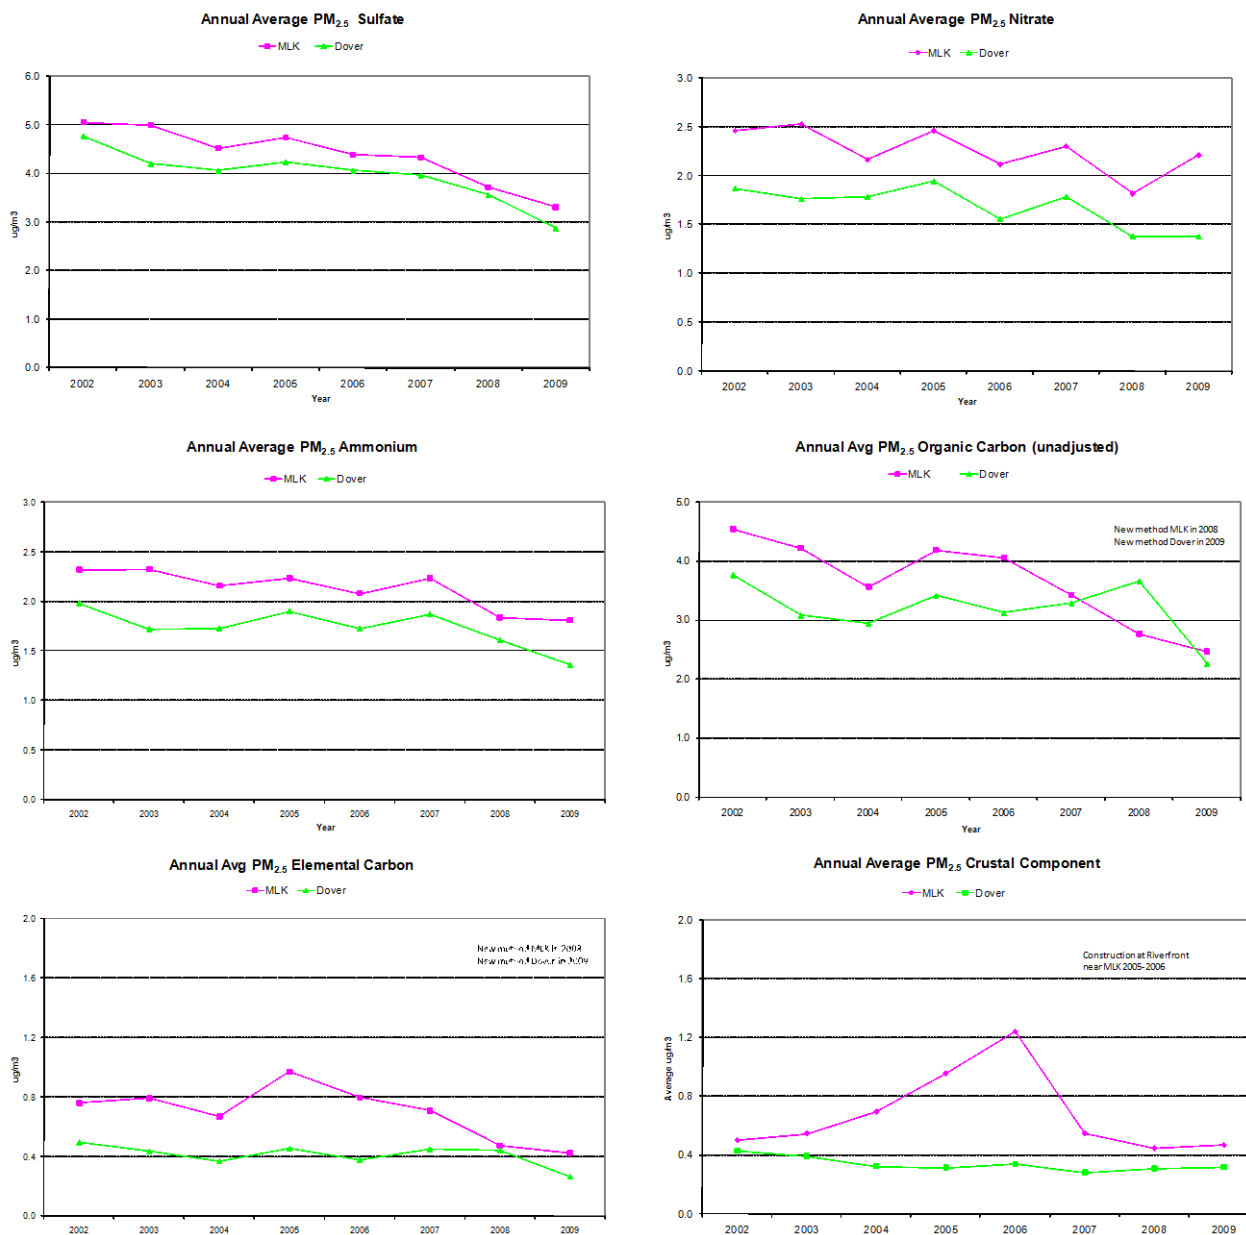 Annual Average PM2.5 Sulfate
MLK Dover
6.0
5.0
4.0
3.0
2.0
1.0
0.0
ug/m3
2002 2003 2004 2005 2006 2007 2008 2009
Year
Annual Average PM2.5 Nitrate
MLK Dover
3.0
2.5
2.0
1.5
1.0
0.5
0.0
ug/m3
2002 2003 2004 2005 2006 2007 2008 2009
Year
Annual Average PM2.5 Ammonium
MLK Dover
3.0
2.5
2.0
1.5
1.0
0.5
0.0
ug/m3
2002 2003 2004 2005 2006 2007 2008 2009
Year
Annual Avg PM2.5 Organic Carbon (unadjusted)
MLK Dover
New method MLK in 2008
New method Dover in 2009
5.0
4.0
3.0
2.0
1.0
0.0
ug/m3
2002 2003 2004 2005 2006 2007 2008 2009
Year
Annual Avg PM2.5 Elemental Carbon
MLK Dover
New method MLK in 2008
New method Dover in 2009
2.0
1.6
1.2
0.8
0.4
0.0
ug/m3
2002 2003 2004 2005 2006 2007 2008 2009
Annual Average PM2.5 Crustal Component
MLK Dover
Construction at Riverfront
near MLK 2005-2006
2.0
1.6
1.2
0.8
0.4
0.0
Average ug/m3
2002 2003 2004 2005 2006 2007 2008 2009